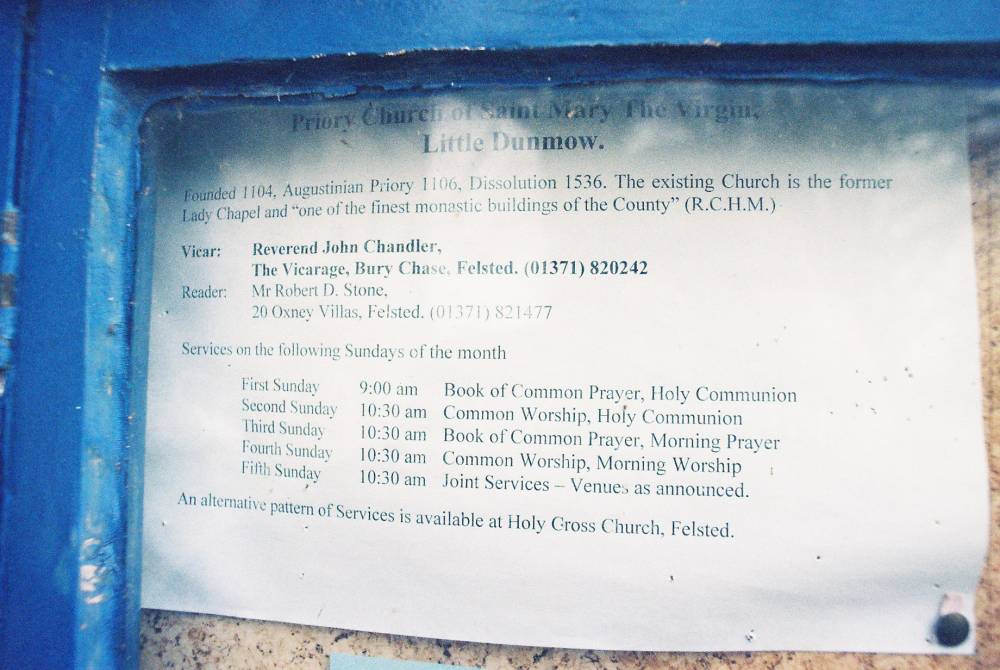 Priory Church of Saint Mary The Virgin,
Little Dunmow.
Founded 1104, Augustinian Priory 1106, Dissolution 1536. The existing Church is the former
Lady Chapel and “one of the finest monastic buildings of the County” (R.C.H.M.)
Vicar: Reverend John Chandler,
The Vicarage, Bury Chase, Felsted. (01371) 820242
Reader: Mr Robert D. Stone,
20 Oxney Villas, Felsted. (01371) 821477
Services on the following Sundays of the month
First Sunday 9:00 am Book of Common Prayer, Holy Communion
Second Sunday 10:30 am Common Worship, Holy Communion
Third Sunday 10:30 am Book of Common Prayer, Morning Prayer
Fourth Sunday 10:30 am Common Worship, Morning Worship
Fifth Sunday 10:30 am Joint Services – Venues as announced.
An alternative pattern of Services is available at Holy Cross Church, Felsted.